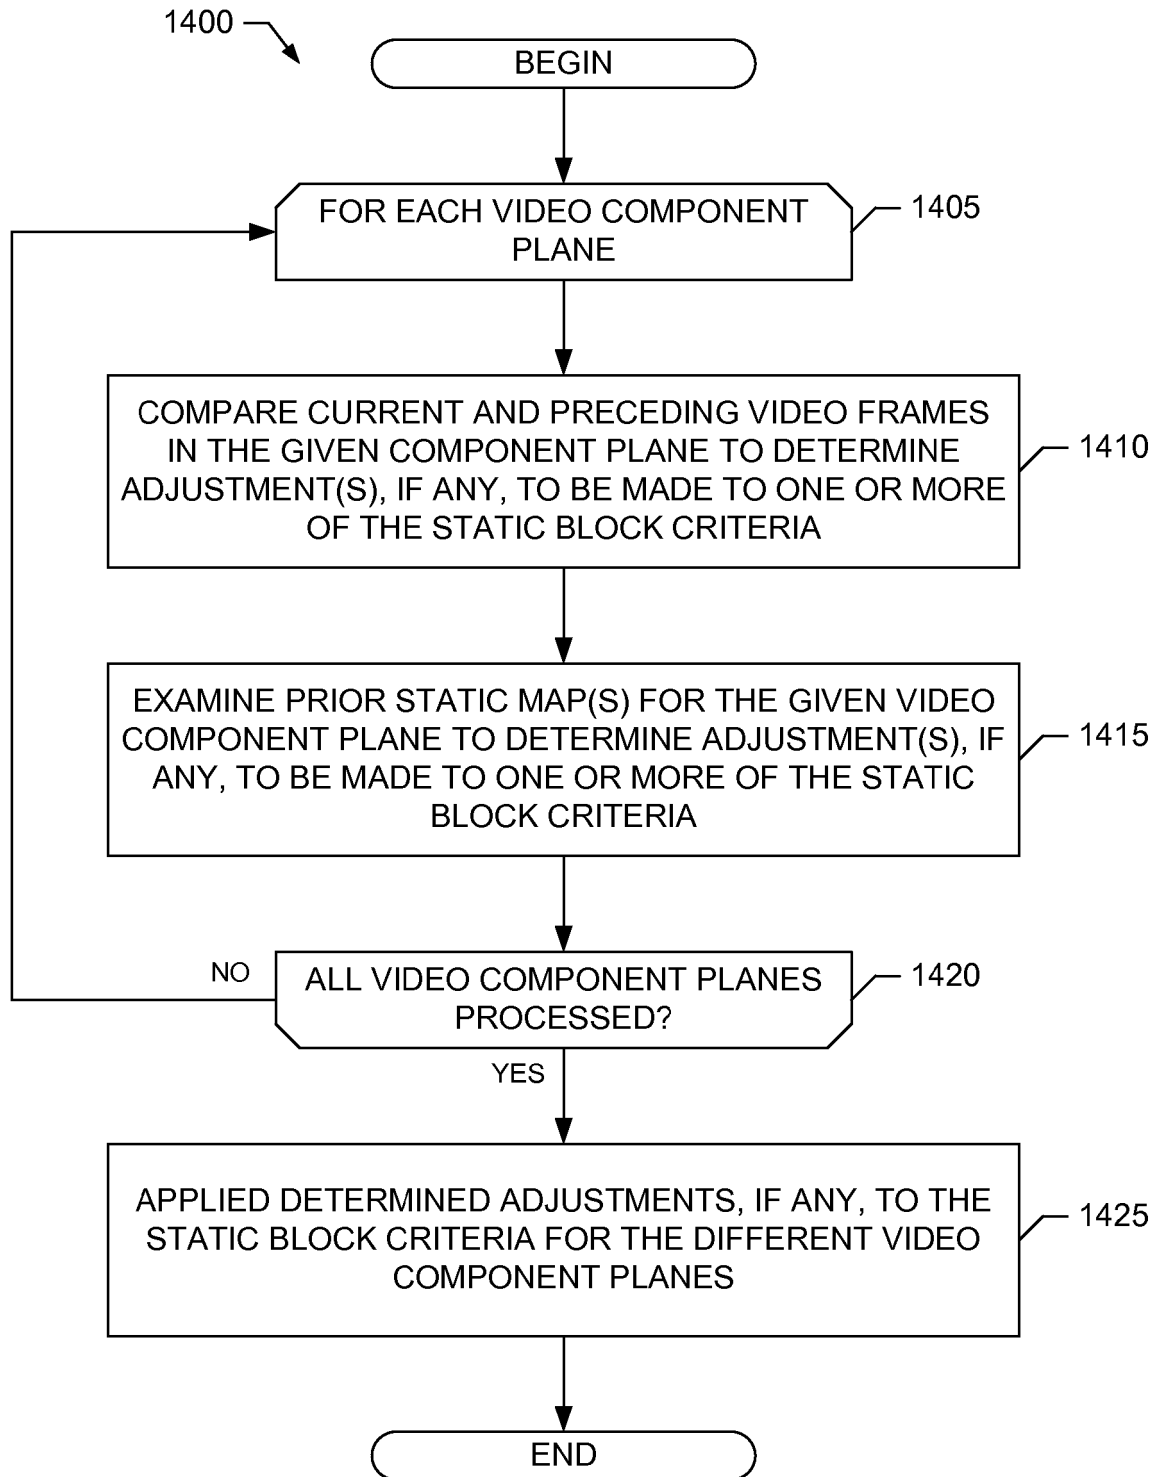 1400
BEGIN
FOR EACH VIDEO COMPONENT
PLANE
1405
COMPARE CURRENT AND PRECEDING VIDEO FRAMES
IN THE GIVEN COMPONENT PLANE TO DETERMINE
ADJUSTMENT(S), IF ANY, TO BE MADE TO ONE OR MORE
OF THE STATIC BLOCK CRITERIA
1410
EXAMINE PRIOR STATIC MAP(S) FOR THE GIVEN VIDEO
COMPONENT PLANE TO DETERMINE ADJUSTMENT(S), IF
ANY, TO BE MADE TO ONE OR MORE OF THE STATIC
BLOCK CRITERIA
1415
NO
ALL VIDEO COMPONENT PLANES
PROCESSED?
1420
YES
APPLIED DETERMINED ADJUSTMENTS, IF ANY, TO THE
STATIC BLOCK CRITERIA FOR THE DIFFERENT VIDEO
COMPONENT PLANES
1425
END